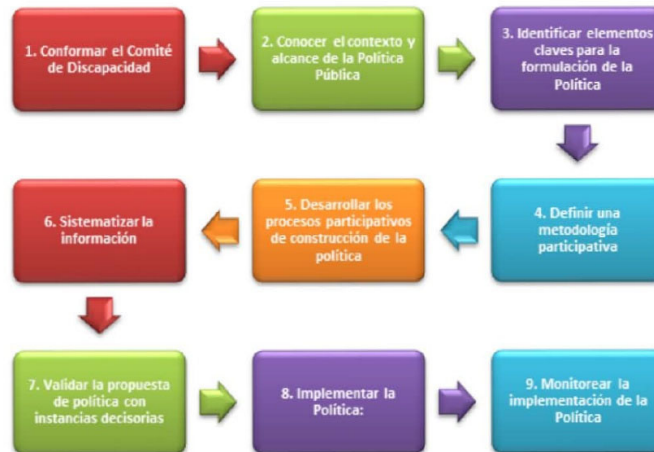 1. Conformar el Comité
de Discapacidad
2. Conocer el contexto y
alcance de la Política
Pública
3. Identificar elementos
claves para la
formulación de la
Política
4. Definir una
metodología
participativa
5. Desarrollar los
procesos participativos
de construcción de la
política
6. Sistematizar la
información
7. Validar la propuesta
de política con
instancias decisorias
8. Implementar la
Política:
9. Monitorear la
implementación de la
Política